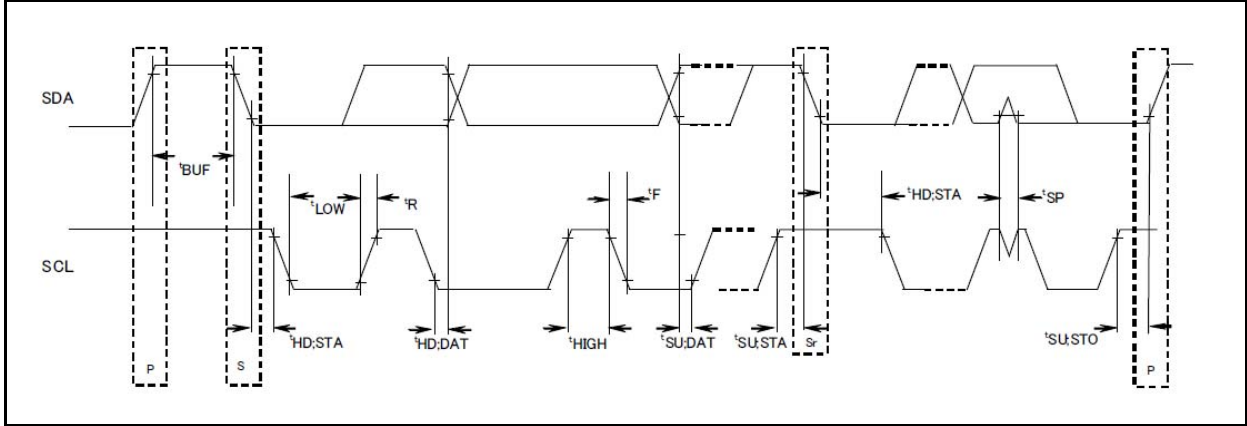 SDA
tBUF
tLOW
tR
tF
tHD;STA
tSP
SCL
tHD;STA
tHD;DAT
tHIGH
tSU;DAT
tSU;STA
Sr
tSU;STO
P
S
P